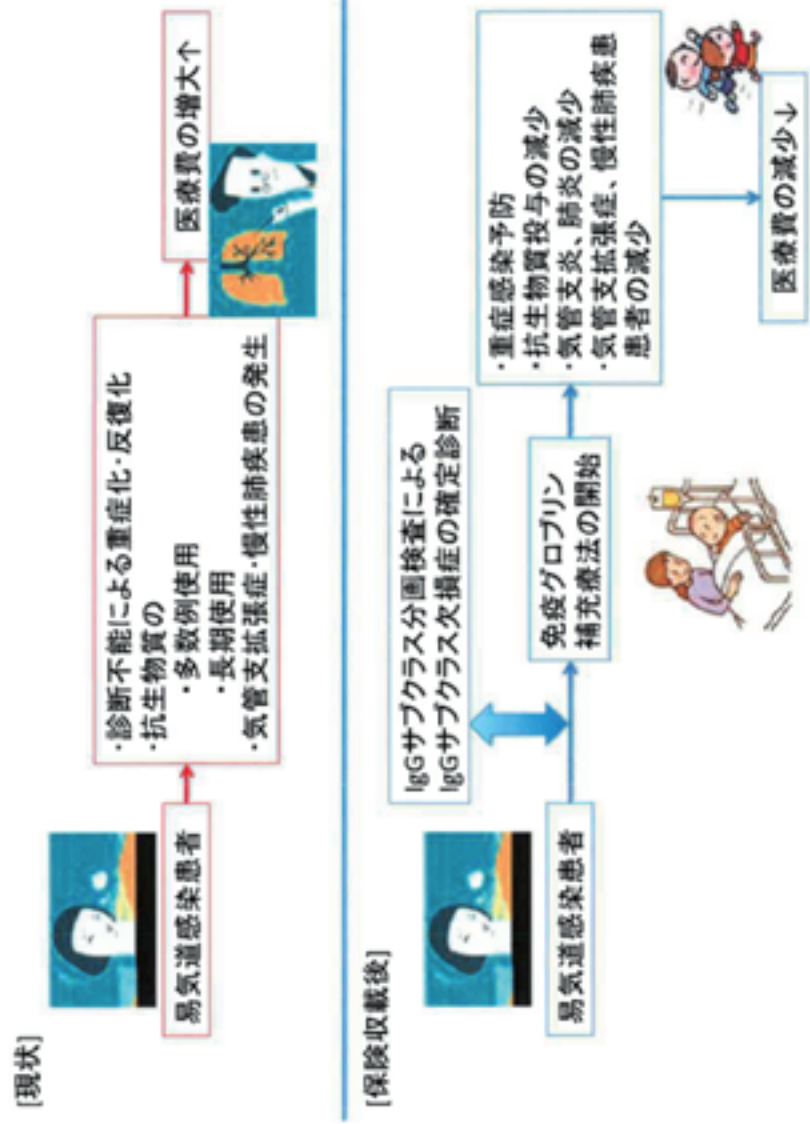 [現状]
易気道感染患者
・診断不能による重症化・反復化
・抗生物質の
・多数例使用
・長期使用
・気管支拡張症・慢性肺疾患の発生
医療費の増大↑
[保険収載後]
易気道感染患者
IgGサブクラス分画検査による
IgGサブクラス欠損症の確定診断
免疫グロブリン
補充療法の開始
・重症感染予防
・抗生物質投与の減少
・気管支炎、肺炎の減少
・気管支拡張症、慢性肺疾患
患者の減少
医療費の減少↓